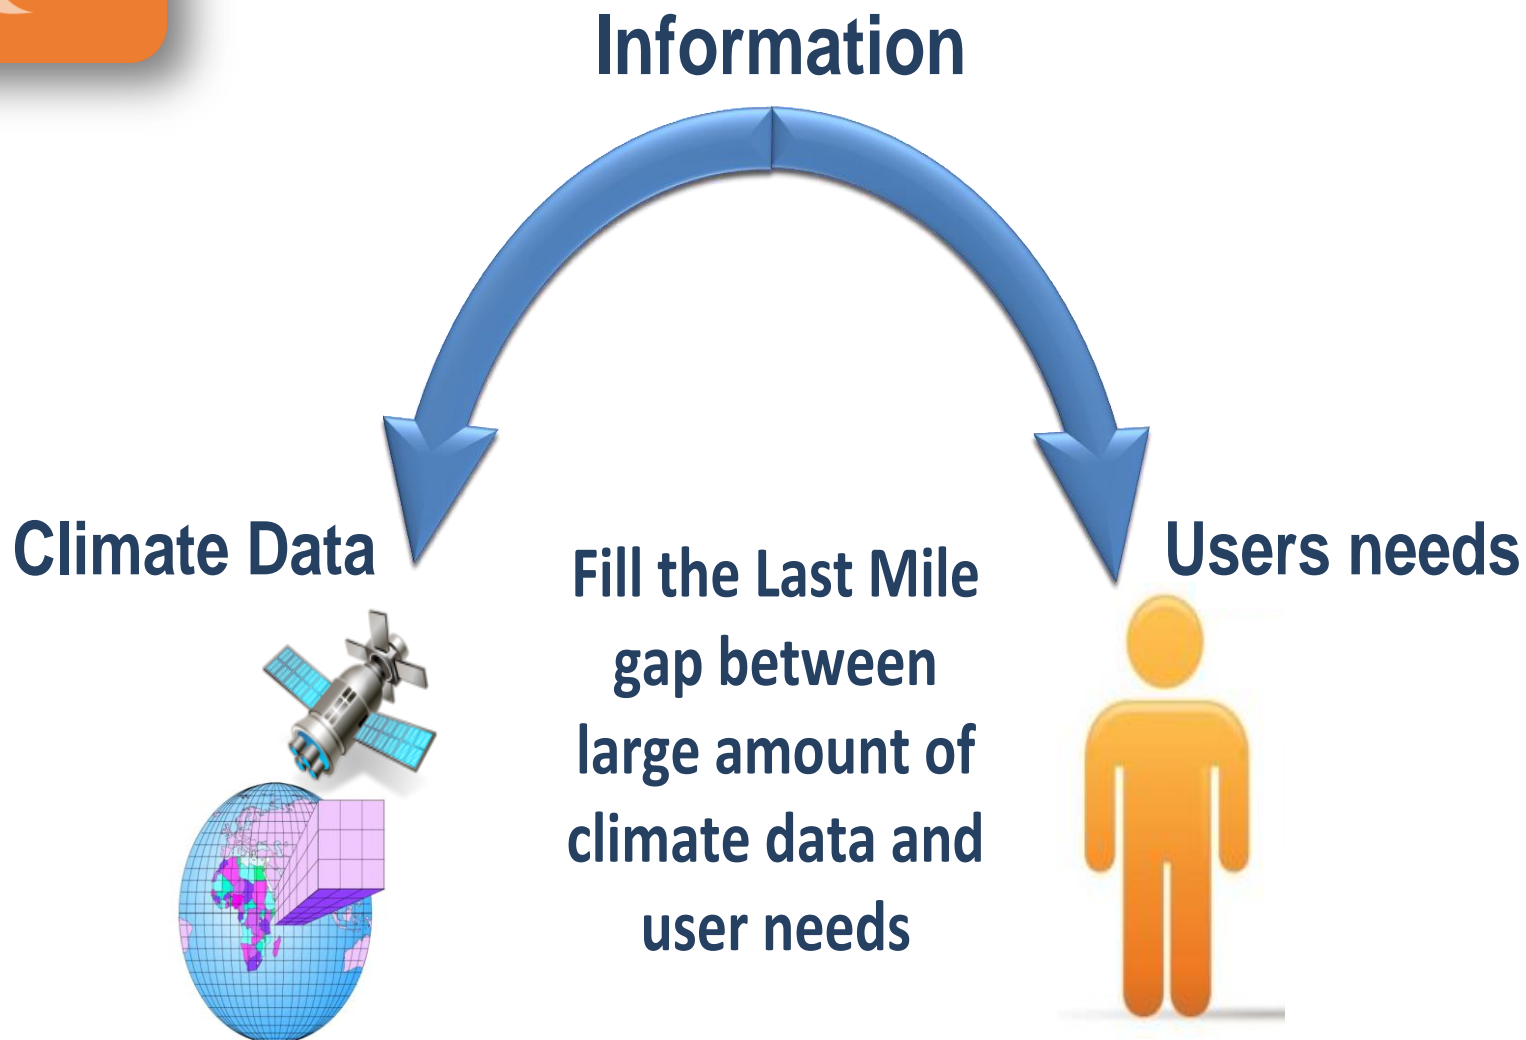 Information
Climate Data
Users needs
Fill the Last Mile
gap between
large amount of
climate data and
user needs